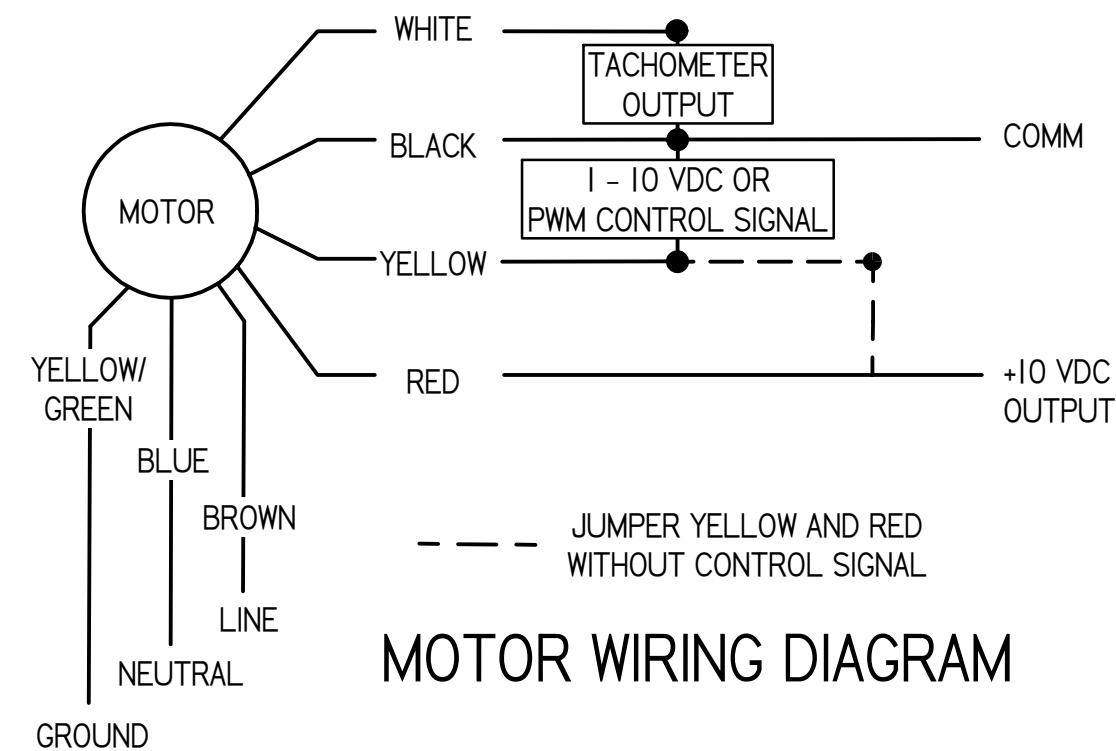 WHITE
TACHOMETER
OUTPUT
BLACK
COMM
1 - 10 VDC OR
PWM CONTROL SIGNAL
MOTOR
YELLOW
RED
+10 VDC
OUTPUT
YELLOW/
GREEN
BLUE
BROWN
LINE
NEUTRAL
GROUND
JUMPER YELLOW AND RED
WITHOUT CONTROL SIGNAL
MOTOR WIRING DIAGRAM